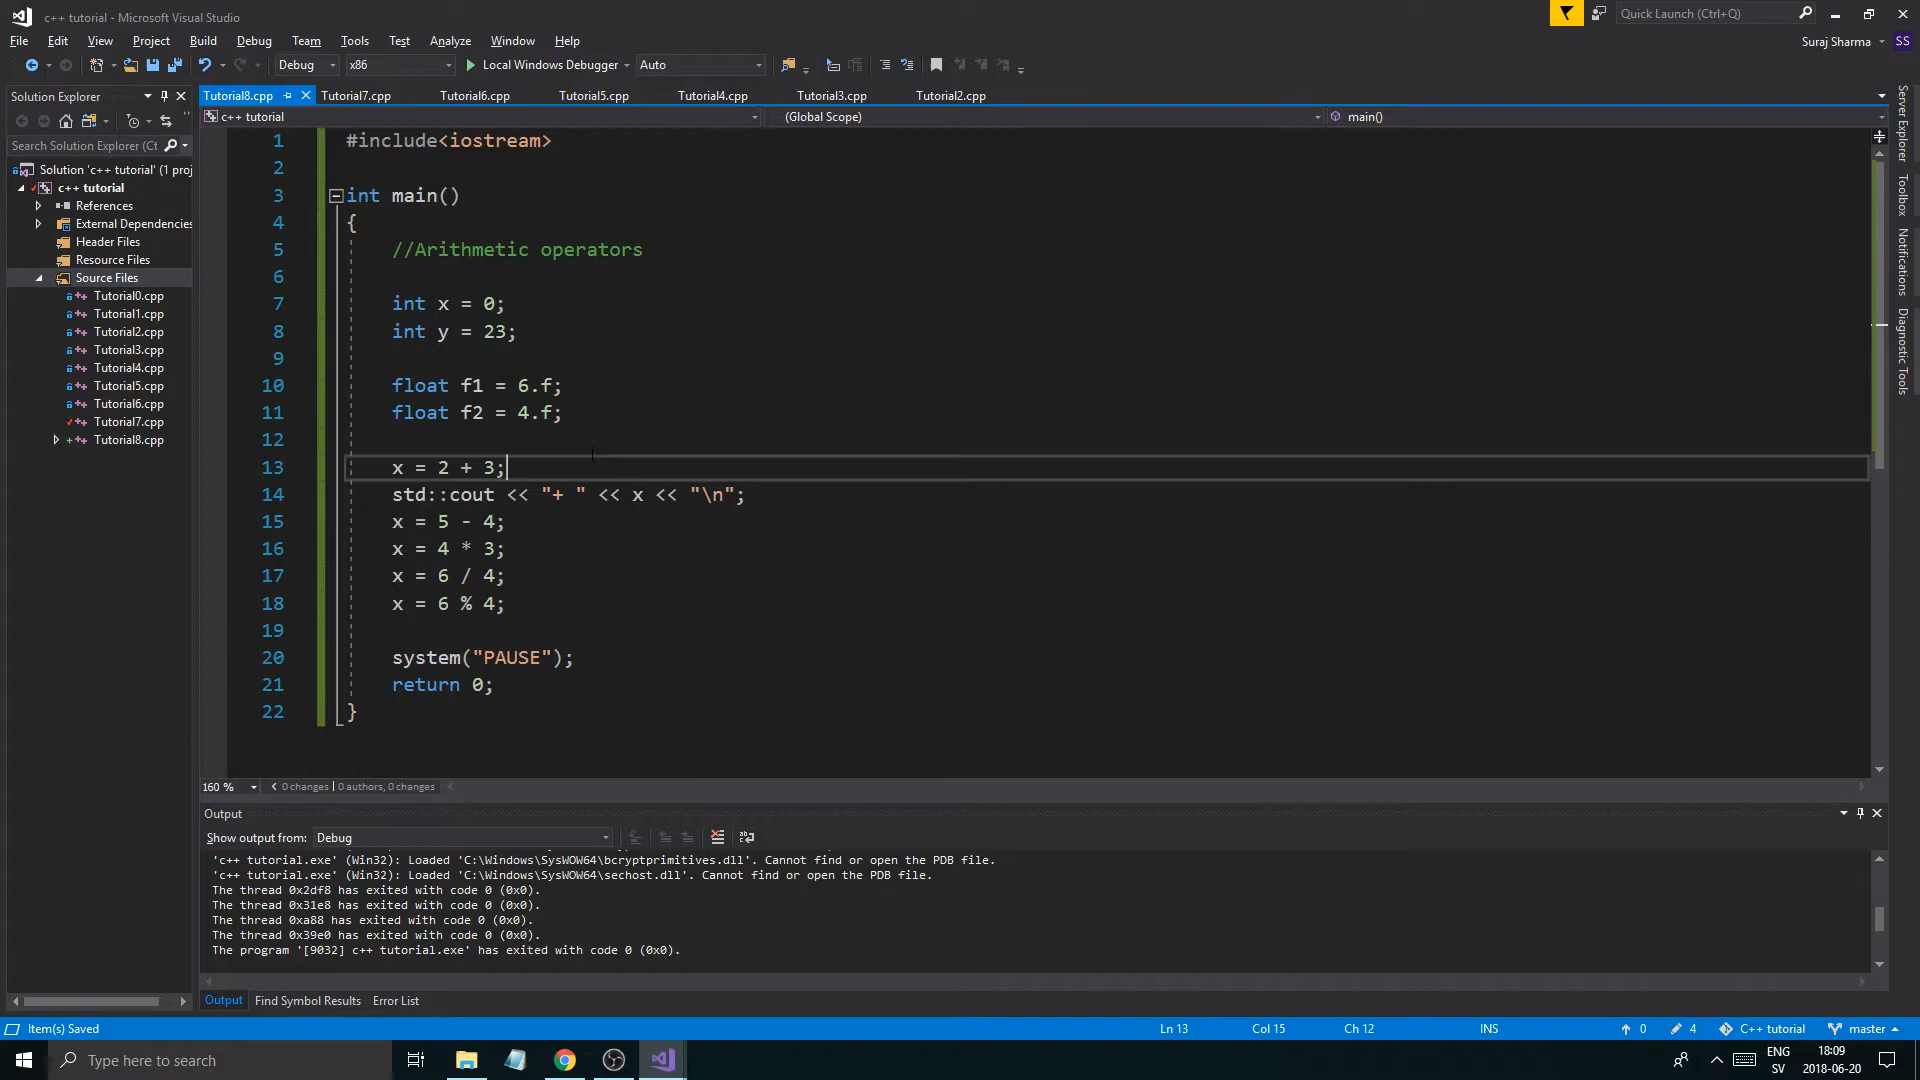 c++ tutorial - Microsoft Visual Studio
Quick Launch (Ctrl+Q)
File Edit View Project Build Debug Team Tools Test Analyze Window Help
Suraj Sharma SS
Debug x86 Local Windows Debugger Auto
Solution Explorer
Search Solution Explorer (Ct
Solution 'c++ tutorial' (1 proj
c++ tutorial
References
External Dependencies
Header Files
Resource Files
Source Files
Tutorial0.cpp
Tutorial1.cpp
Tutorial2.cpp
Tutorial3.cpp
Tutorial4.cpp
Tutorial5.cpp
Tutorial6.cpp
Tutorial7.cpp
Tutorial8.cpp
Tutorial8.cpp Tutorial7.cpp Tutorial6.cpp Tutorial5.cpp Tutorial4.cpp Tutorial3.cpp Tutorial2.cpp
c++ tutorial (Global Scope) main()
1 #include<iostream>
2
3 int main()
4 {
5 //Arithmetic operators
6
7 int x = 0;
8 int y = 23;
9
10 float f1 = 6.f;
11 float f2 = 4.f;
12
13 x = 2 + 3;
14 std::cout << "+ " << x << "\n";
15 x = 5 - 4;
16 x = 4 * 3;
17 x = 6 / 4;
18 x = 6 % 4;
19
20 system("PAUSE");
21 return 0;
22 }
160 % 0 changes | 0 authors, 0 changes
Output
Show output from: Debug
'c++ tutorial.exe' (Win32): Loaded 'C:\Windows\SysWOW64\bcryptprimitives.dll'. Cannot find or open the PDB file.
'c++ tutorial.exe' (Win32): Loaded 'C:\Windows\SysWOW64\sechost.dll'. Cannot find or open the PDB file.
The thread 0x2df8 has exited with code 0 (0x0).
The thread 0x31e8 has exited with code 0 (0x0).
The thread 0xa88 has exited with code 0 (0x0).
The thread 0x39e0 has exited with code 0 (0x0).
The program '[9032] c++ tutorial.exe' has exited with code 0 (0x0).
Output Find Symbol Results Error List
Server Explorer
Toolbox
Notifications
Diagnostic Tools
Item(s) Saved Ln 13 Col 15 Ch 12 INS 0 4 C++ tutorial master
Type here to search
ENG
SV
18:09
2018-06-20